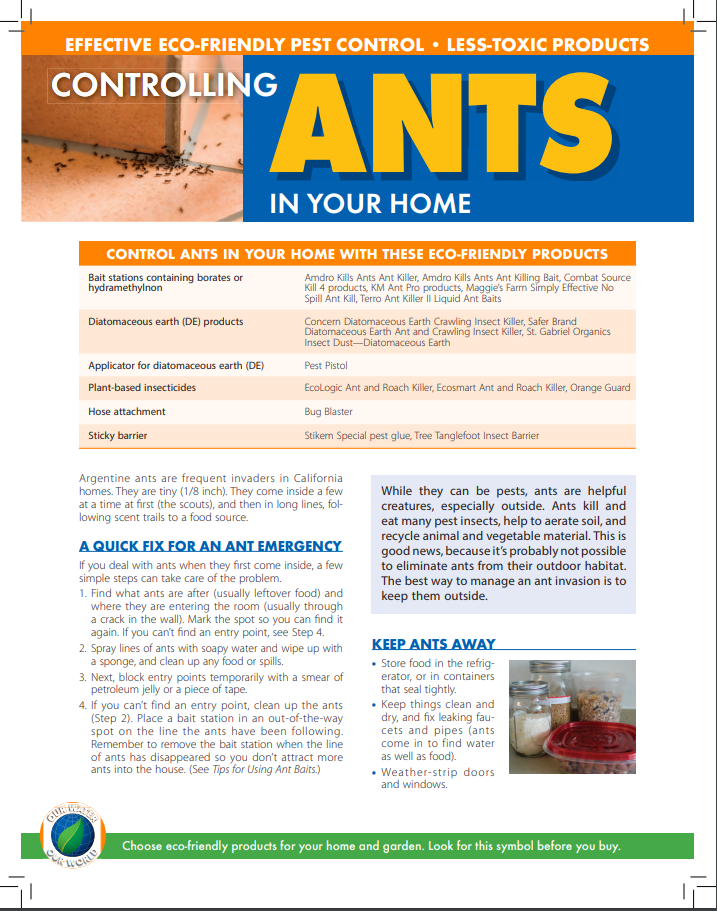 EFFECTIVE ECO-FRIENDLY PEST CONTROL • LESS-TOXIC PRODUCTS
CONTROLLING
ANTS
IN YOUR HOME
CONTROL ANTS IN YOUR HOME WITH THESE ECO-FRIENDLY PRODUCTS
Bait stations containing borates or
hydramethylnon
Amdro Kills Ants Ant Killer, Amdro Kills Ants Ant Killing Bait, Combat Source
Kill 4 products, KM Ant Pro products, Maggie's Farm Simply Effective No
Spill Ant Kill, Terro Ant Killer II Liquid Ant Baits
Diatomaceous earth (DE) products
Concern Diatomaceous Earth Crawling Insect Killer, Safer Brand
Diatomaceous Earth Ant and Crawling Insect Killer, St. Gabriel Organics
Insect Dust—Diatomaceous Earth
Applicator for diatomaceous earth (DE)
Pest Pistol
Plant-based insecticides
EcoLogic Ant and Roach Killer, Ecosmart Ant and Roach Killer, Orange Guard
Hose attachment
Bug Blaster
Sticky barrier
Stikem Special pest glue, Tree Tanglefoot Insect Barrier
Argentine ants are frequent invaders in California
homes. They are tiny (1/8 inch). They come inside a few
at a time at first (the scouts), and then in long lines, fol-
lowing scent trails to a food source.
A QUICK FIX FOR AN ANT EMERGENCY
If you deal with ants when they first come inside, a few
simple steps can take care of the problem.
1. Find what ants are after (usually leftover food) and
where they are entering the room (usually through
a crack in the wall). Mark the spot so you can find it
again. If you can't find an entry point, see Step 4.
2. Spray lines of ants with soapy water and wipe up with
a sponge, and clean up any food or spills.
3. Next, block entry points temporarily with a smear of
petroleum jelly or a piece of tape.
4. If you can't find an entry point, clean up the ants
(Step 2). Place a bait station in an out-of-the-way
spot on the line the ants have been following.
Remember to remove the bait station when the line
of ants has disappeared so you don't attract more
ants into the house. (See Tips for Using Ant Baits.)
While they can be pests, ants are helpful
creatures, especially outside. Ants kill and
eat many pest insects, help to aerate soil, and
recycle animal and vegetable material. This is
good news, because it's probably not possible
to eliminate ants from their outdoor habitat.
The best way to manage an ant invasion is to
keep them outside.
KEEP ANTS AWAY
• Store food in the refrig-
erator, or in containers
that seal tightly.
• Keep things clean and
dry, and fix leaking fau-
cets and pipes (ants
come in to find water
as well as food).
• Weather-strip doors
and windows.
OUR WATER
OUR WORLD
Choose eco-friendly products for your home and garden. Look for this symbol before you buy.